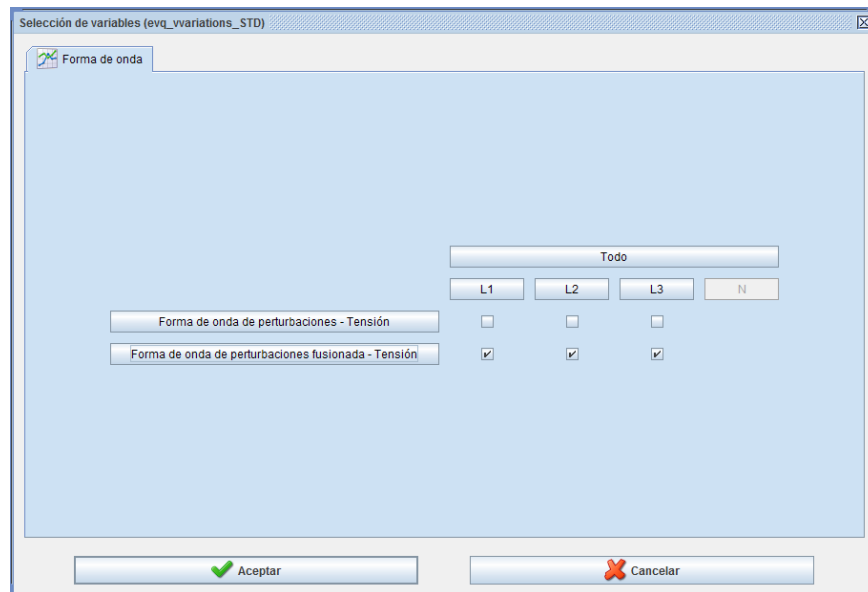 Selección de variables (evq_vvariations_STD)
Forma de onda
Todo
L1 L2 L3 N
Forma de onda de perturbaciones - Tensión
Forma de onda de perturbaciones fusionada - Tensión
Aceptar Cancelar